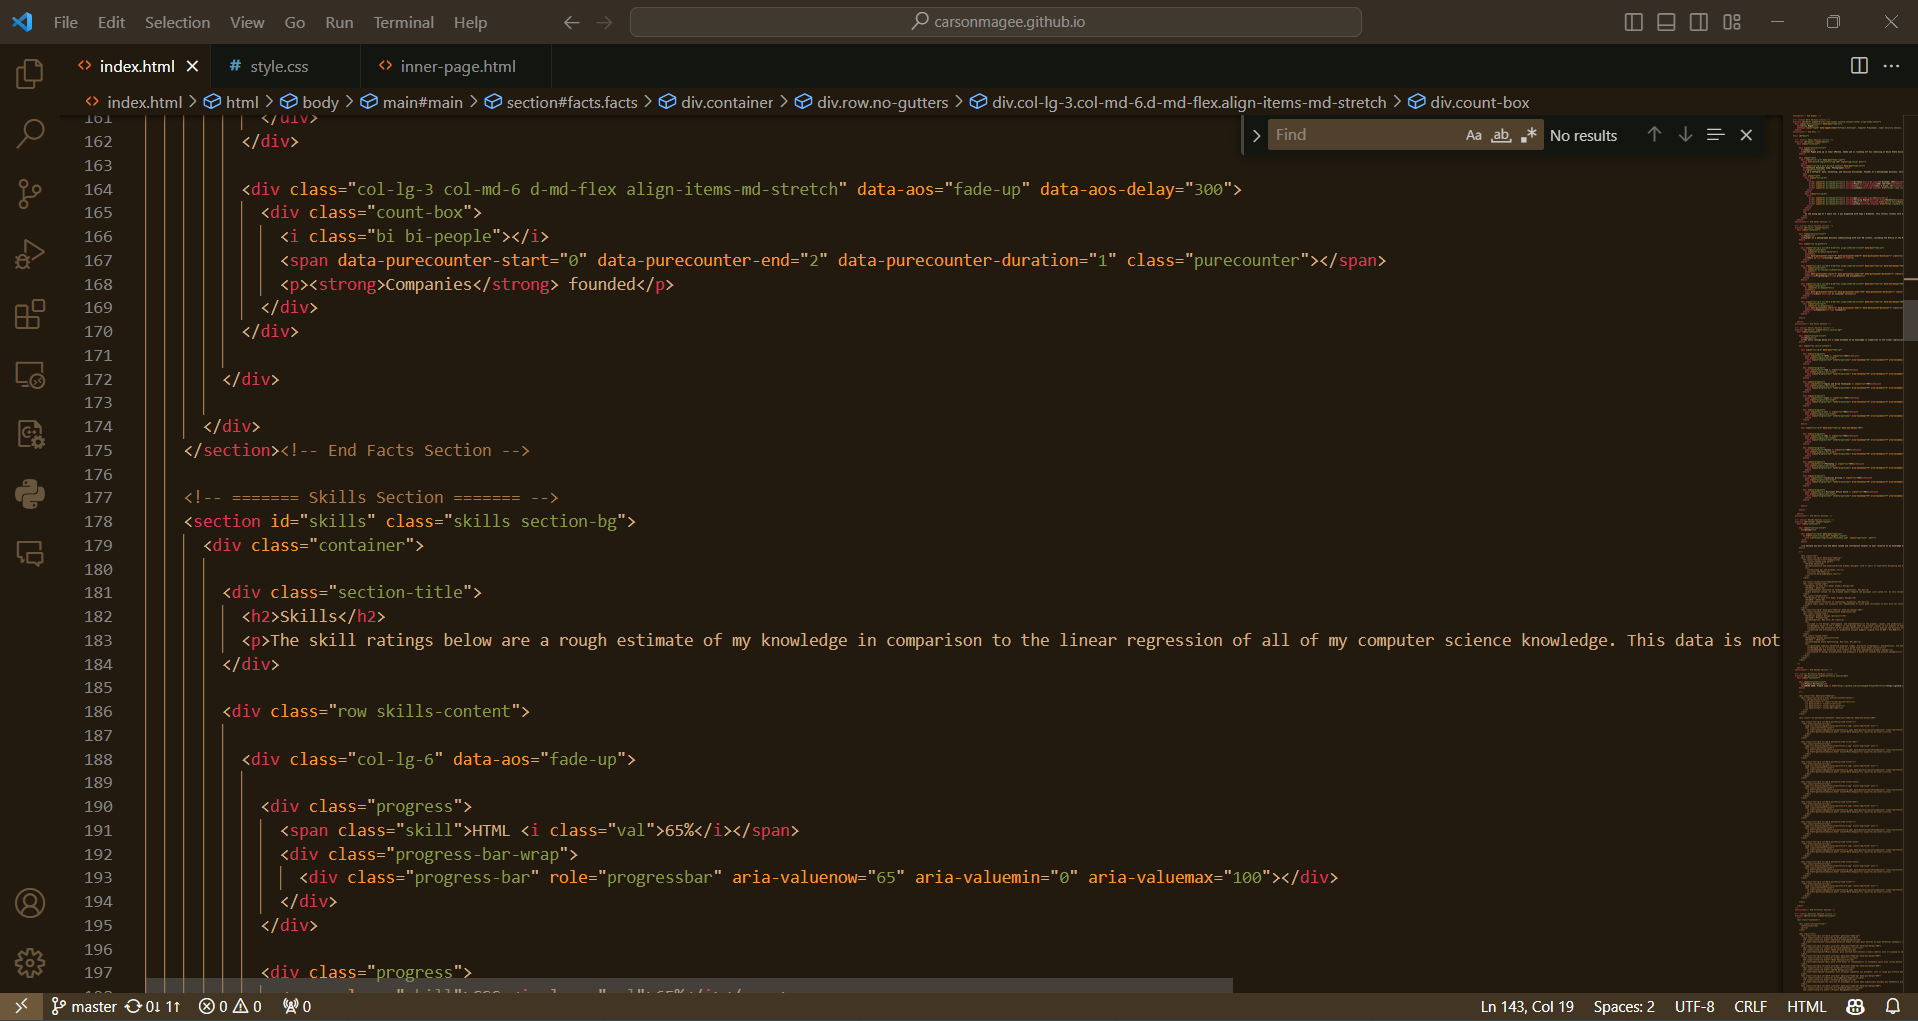 File Edit Selection View Go Run Terminal Help carsonmagee.github.io
index.html style.css inner-page.html
index.html > html > body > main#main > section#facts.facts > div.container > div.row.no-gutters > div.col-lg-3.col-md-6.d-md-flex.align-items-md-stretch > div.count-box
Find Aa ab .* No results
161 </div>
162 </div>
163
164 <div class="col-lg-3 col-md-6 d-md-flex align-items-md-stretch" data-aos="fade-up" data-aos-delay="300">
165 <div class="count-box">
166 <i class="bi bi-people"></i>
167 <span data-purecounter-start="0" data-purecounter-end="2" data-purecounter-duration="1" class="purecounter"></span>
168 <p><strong>Companies</strong> founded</p>
169 </div>
170 </div>
171
172 </div>
173
174 </div>
175 </section><!-- End Facts Section -->
176
177 <!-- ======= Skills Section ======= -->
178 <section id="skills" class="skills section-bg">
179 <div class="container">
180
181 <div class="section-title">
182 <h2>Skills</h2>
183 <p>The skill ratings below are a rough estimate of my knowledge in comparison to the linear regression of all of my computer science knowledge. This data is not
184 </div>
185
186 <div class="row skills-content">
187
188 <div class="col-lg-6" data-aos="fade-up">
189
190 <div class="progress">
191 <span class="skill">HTML <i class="val">65%</i></span>
192 <div class="progress-bar-wrap">
193 <div class="progress-bar" role="progressbar" aria-valuenow="65" aria-valuemin="0" aria-valuemax="100"></div>
194 </div>
195 </div>
196
197 <div class="progress">
master 0↓ 1↑ 0 0 0 Ln 143, Col 19 Spaces: 2 UTF-8 CRLF HTML